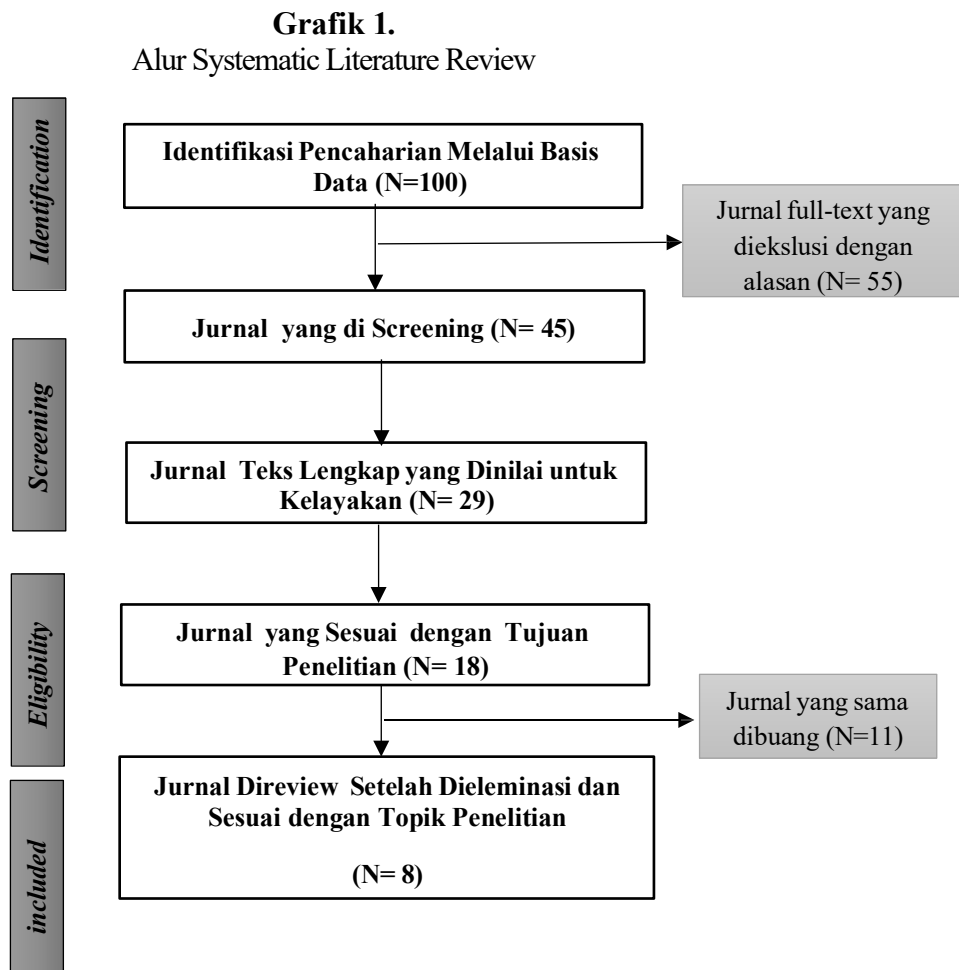 Grafik 1.
Alur Systematic Literature Review
Identification
Identifikasi Pencaharian Melalui Basis
Data (N=100)
Jurnal full-text yang
diekslusi dengan
alasan (N= 55)
Jurnal yang di Screening (N= 45)
Screening
Jurnal Teks Lengkap yang Dinilai untuk
Kelayakan (N= 29)
Eligibility
Jurnal yang Sesuai dengan Tujuan
Penelitian (N= 18)
Jurnal yang sama
dibuang (N=11)
included
Jurnal Direview Setelah Dieleminasi dan
Sesuai dengan Topik Penelitian
(N= 8)